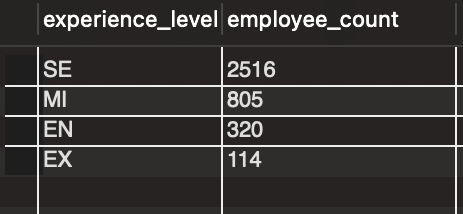 experience_level employee_count
SE 2516
MI 805
EN 320
EX 114